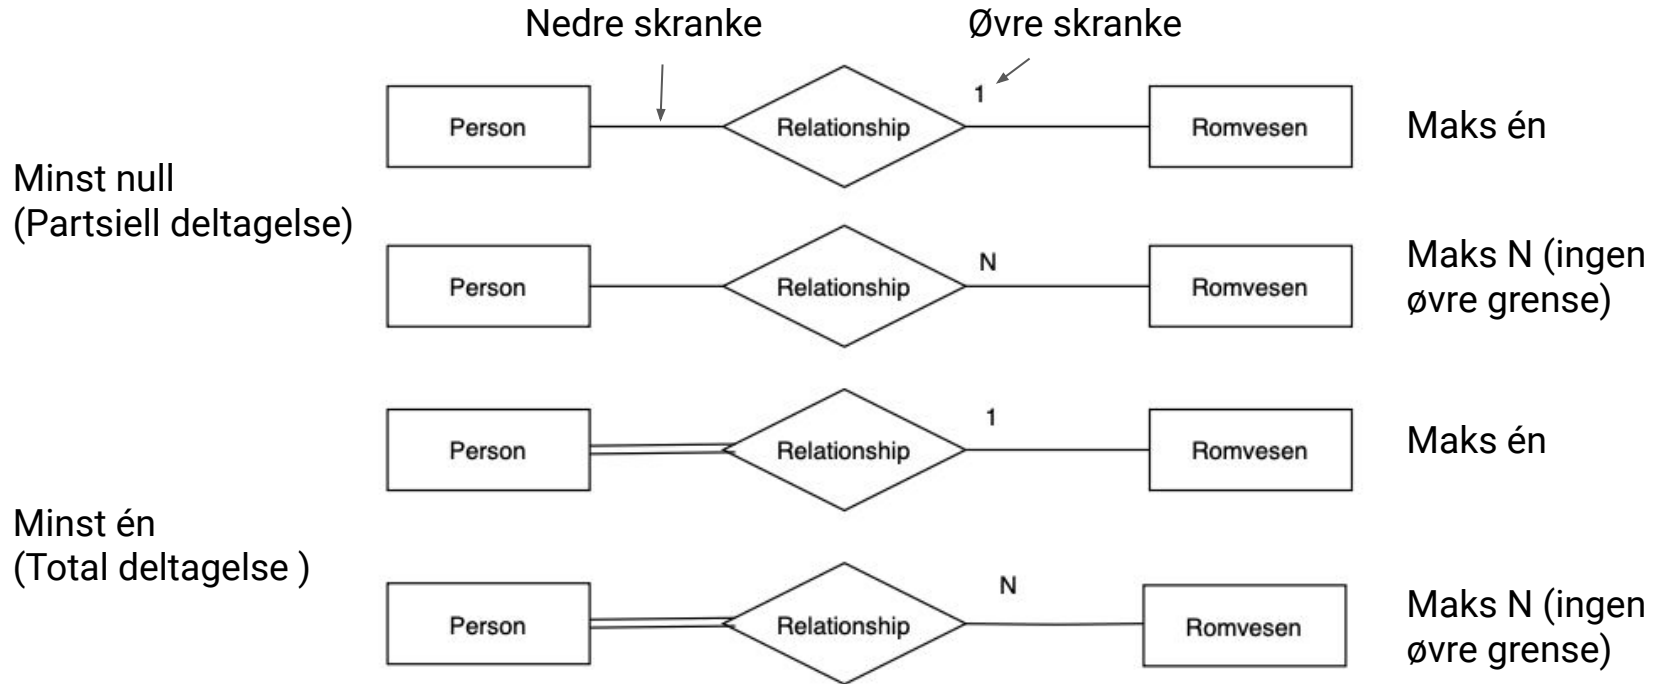 Nedre skranke
Øvre skranke
1
Person
Relationship
Romvesen
Maks én
Minst null
(Partsiell deltagelse)
N
Person
Relationship
Romvesen
Maks N (ingen
øvre grense)
1
Person
Relationship
Romvesen
Maks én
Minst én
(Total deltagelse )
N
Person
Relationship
Romvesen
Maks N (ingen
øvre grense)